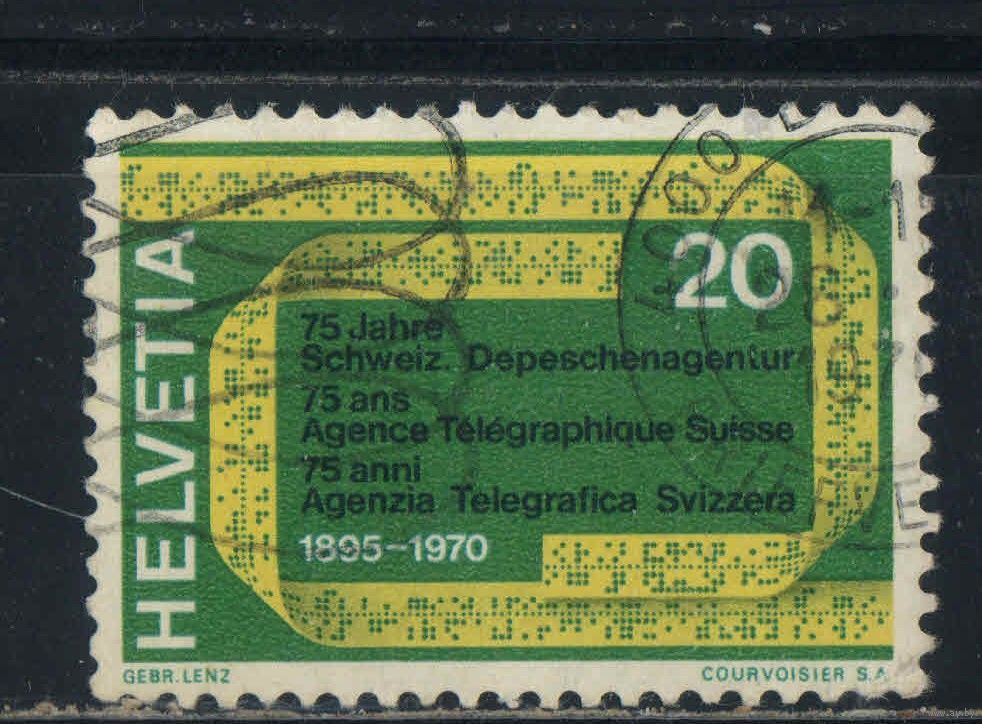 HELVETIA
20
75 Jahre
Schweiz. Depeschenagentur
75 ans
Agence Télégraphique Suisse
75 anni
Agenzia Telegrafica Svizzera
1895-1970
GEBR. LENZ
COURVOISIER S.A.